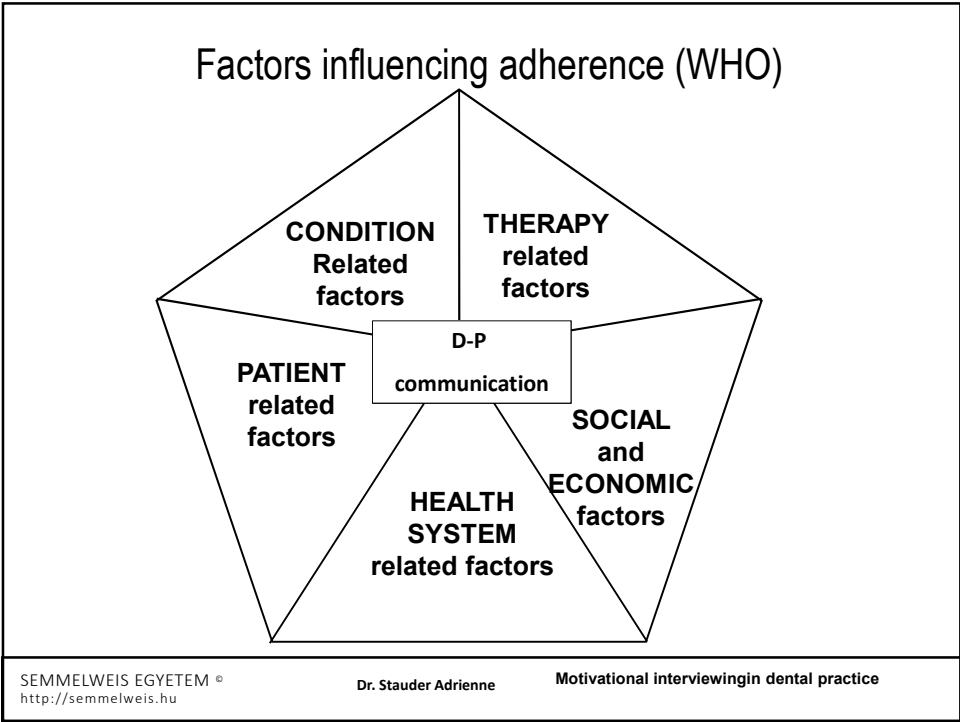 Factors influencing adherence (WHO)
CONDITION
Related
factors
THERAPY
related
factors
D-P
communication
PATIENT
related
factors
SOCIAL
and
ECONOMIC
factors
HEALTH
SYSTEM
related factors
SEMMELWEIS EGYETEM ©
http://semmelweis.hu
Dr. Stauder Adrienne
Motivational interviewingin dental practice